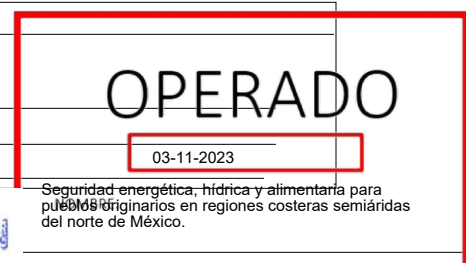 OPERADO
03-11-2023
Seguridad energética, hídrica y alimentaria para
pueblos originarios en regiones costeras semiáridas
NOMBRE:
del norte de México.